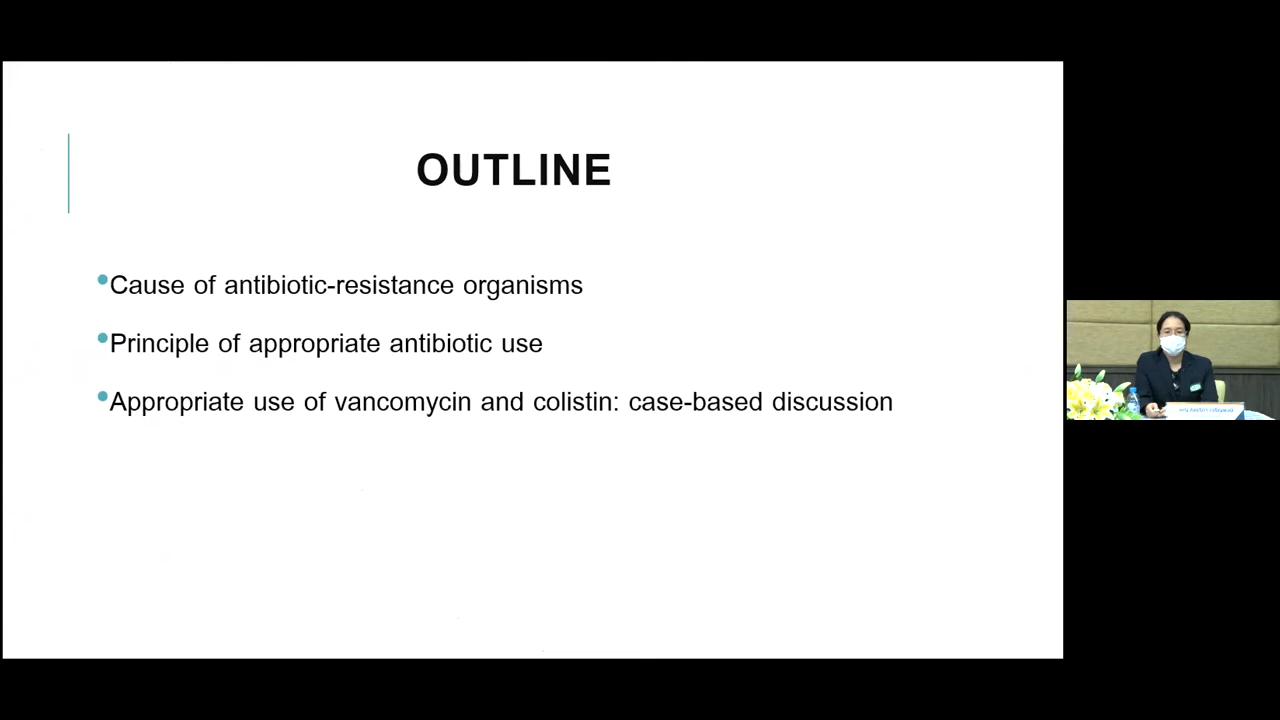 OUTLINE
•Cause of antibiotic-resistance organisms
•Principle of appropriate antibiotic use
•Appropriate use of vancomycin and colistin: case-based discussion